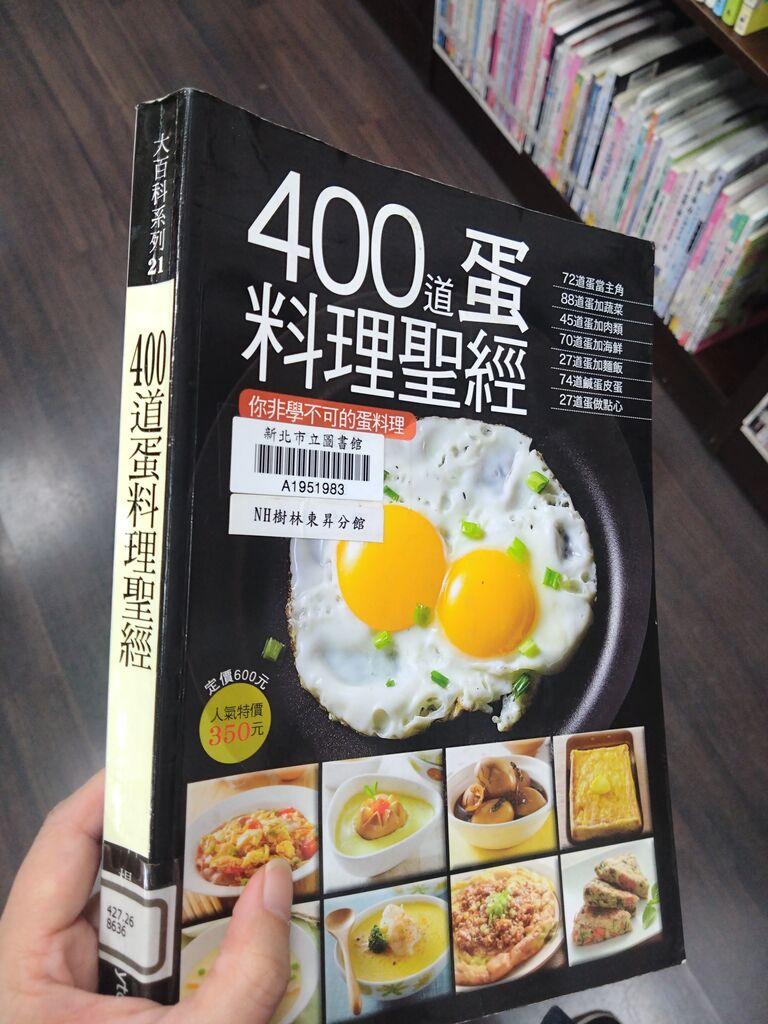 大百科系列 21
400道蛋料理聖經
427.26
8636
400道蛋
料理聖經
72道蛋當主角
88道蛋加蔬菜
45道蛋加肉類
70道蛋加海鮮
27道蛋加麵飯
74道鹹蛋皮蛋
27道蛋做點心
你非學不可的蛋料理
新北市立圖書館
A1951983
NH樹林東昇分館
定價600元
人氣特價
350元